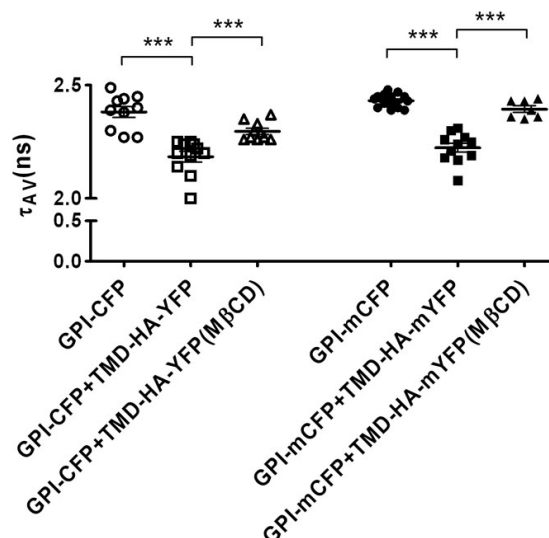 *** *** *** ***
2.5
2.0
0.5
0.0
τAV(ns)
GPI-CFP
GPI-CFP+TMD-HA-YFP
GPI-CFP+TMD-HA-YFP(MβCD)
GPI-mCFP
GPI-mCFP+TMD-HA-mYFP
GPI-mCFP+TMD-HA-mYFP(MβCD)